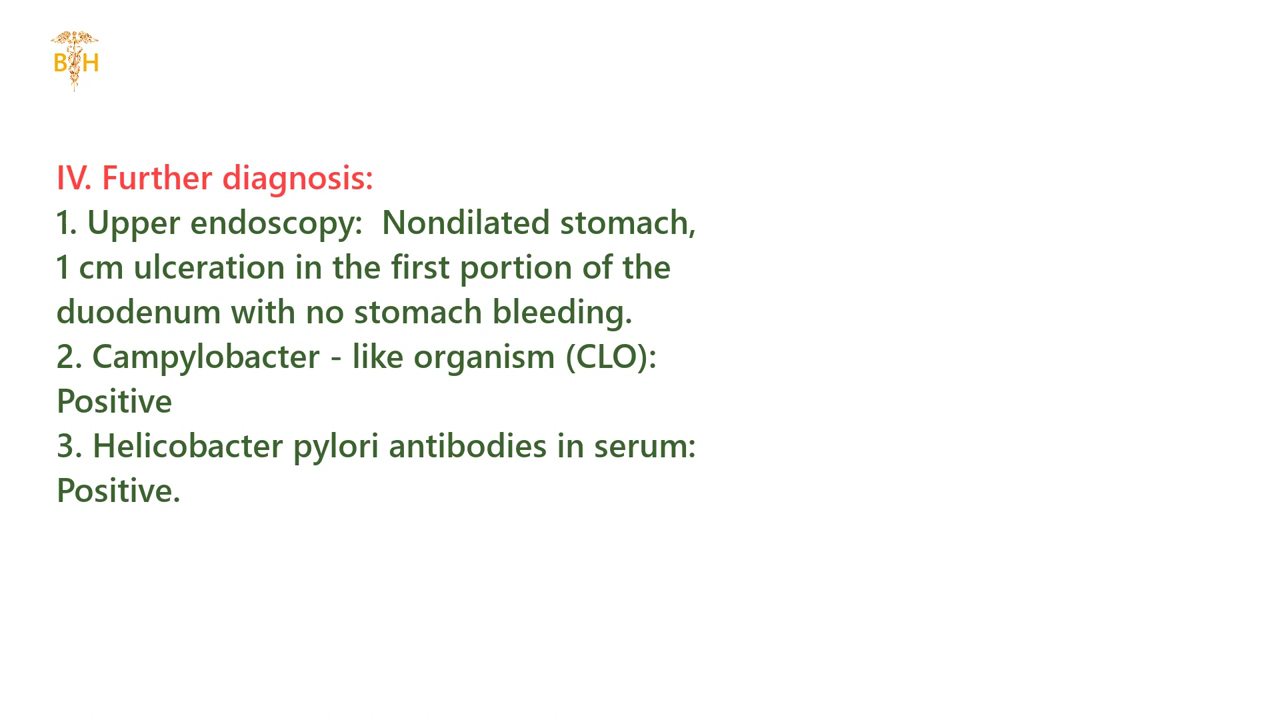 B H
IV. Further diagnosis:
1. Upper endoscopy:  Nondilated stomach,
1 cm ulceration in the first portion of the
duodenum with no stomach bleeding.
2. Campylobacter - like organism (CLO):
Positive
3. Helicobacter pylori antibodies in serum:
Positive.